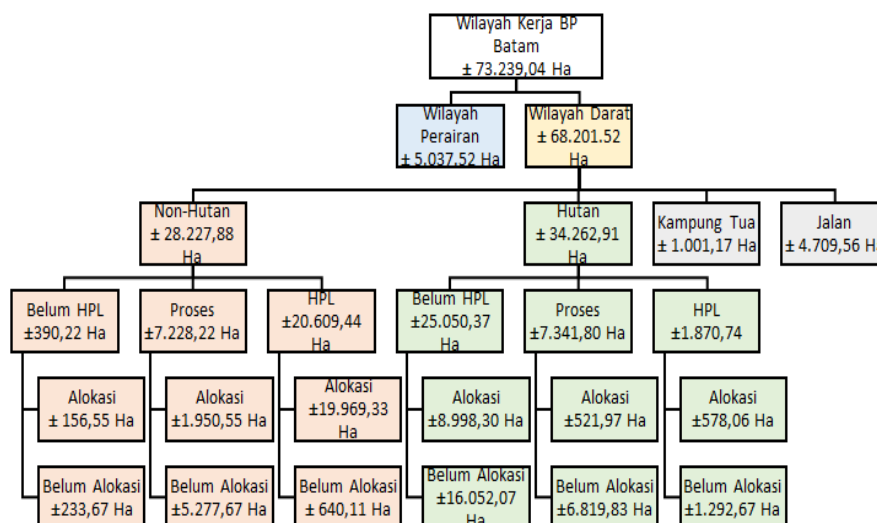 Wilayah Kerja BP
Batam
± 73.239,04 Ha
Wilayah
Perairan
± 5.037.52 Ha
Wilayah Darat
± 68.201.52
Ha
Non-Hutan
± 28.227,88
Ha
Hutan
± 34.262,91
Ha
Kampung Tua
± 1.001,17 Ha
Jalan
± 4.709,56 Ha
Belum HPL
±390,22 Ha
Proses
±7.228,22 Ha
HPL
±20.609,44
Ha
Belum HPL
±25.050,37
Ha
Proses
±7.341,80 Ha
HPL
±1.870,74
Alokasi
± 156,55 Ha
Alokasi
±1.950,55 Ha
Alokasi
±19.969,33
Ha
Alokasi
±8.998,30 Ha
Alokasi
±521,97 Ha
Alokasi
±578,06 Ha
Belum Alokasi
±233,67 Ha
Belum Alokasi
±5.277,67 Ha
Belum Alokasi
± 640,11 Ha
Belum Alokasi
±16.052,07
Ha
Belum Alokasi
±6.819,83 Ha
Belum Alokasi
±1.292,67 Ha